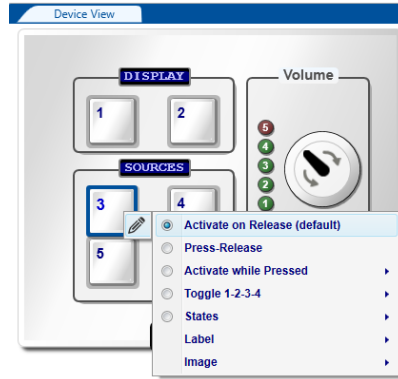 Device View
DISPLAY
Volume
1
2
5
4
3
2
1
SOURCES
3
4
5
Activate on Release (default)
Press-Release
Activate while Pressed
Toggle 1-2-3-4
States
Label
Image